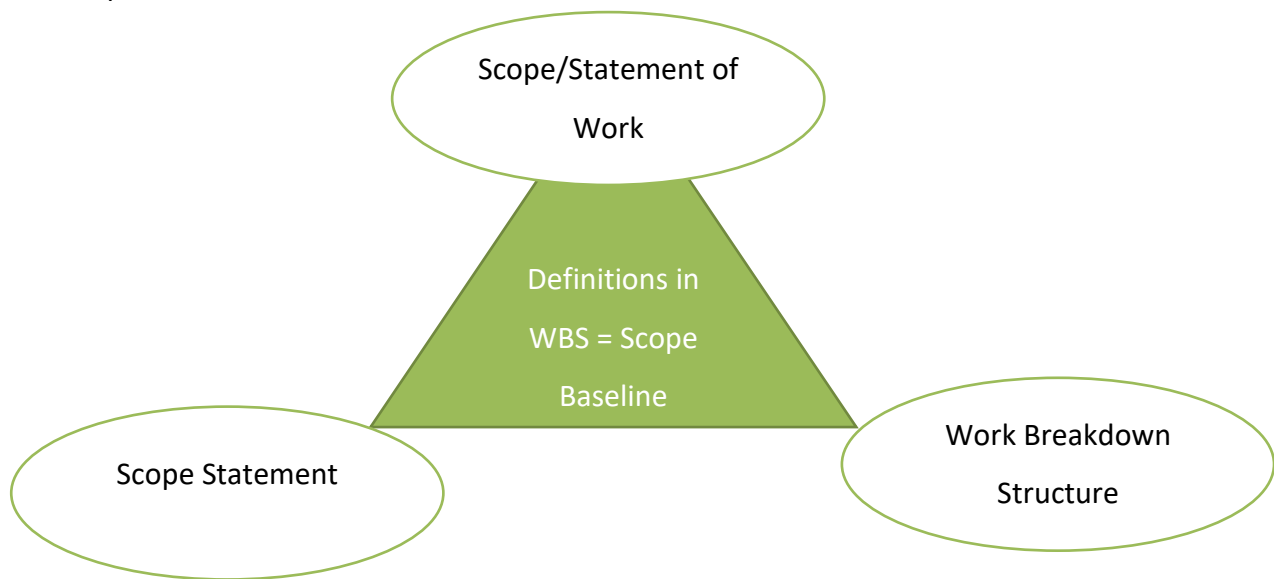 Scope/Statement of
Work
Definitions in
WBS = Scope
Baseline
Scope Statement
Work Breakdown
Structure